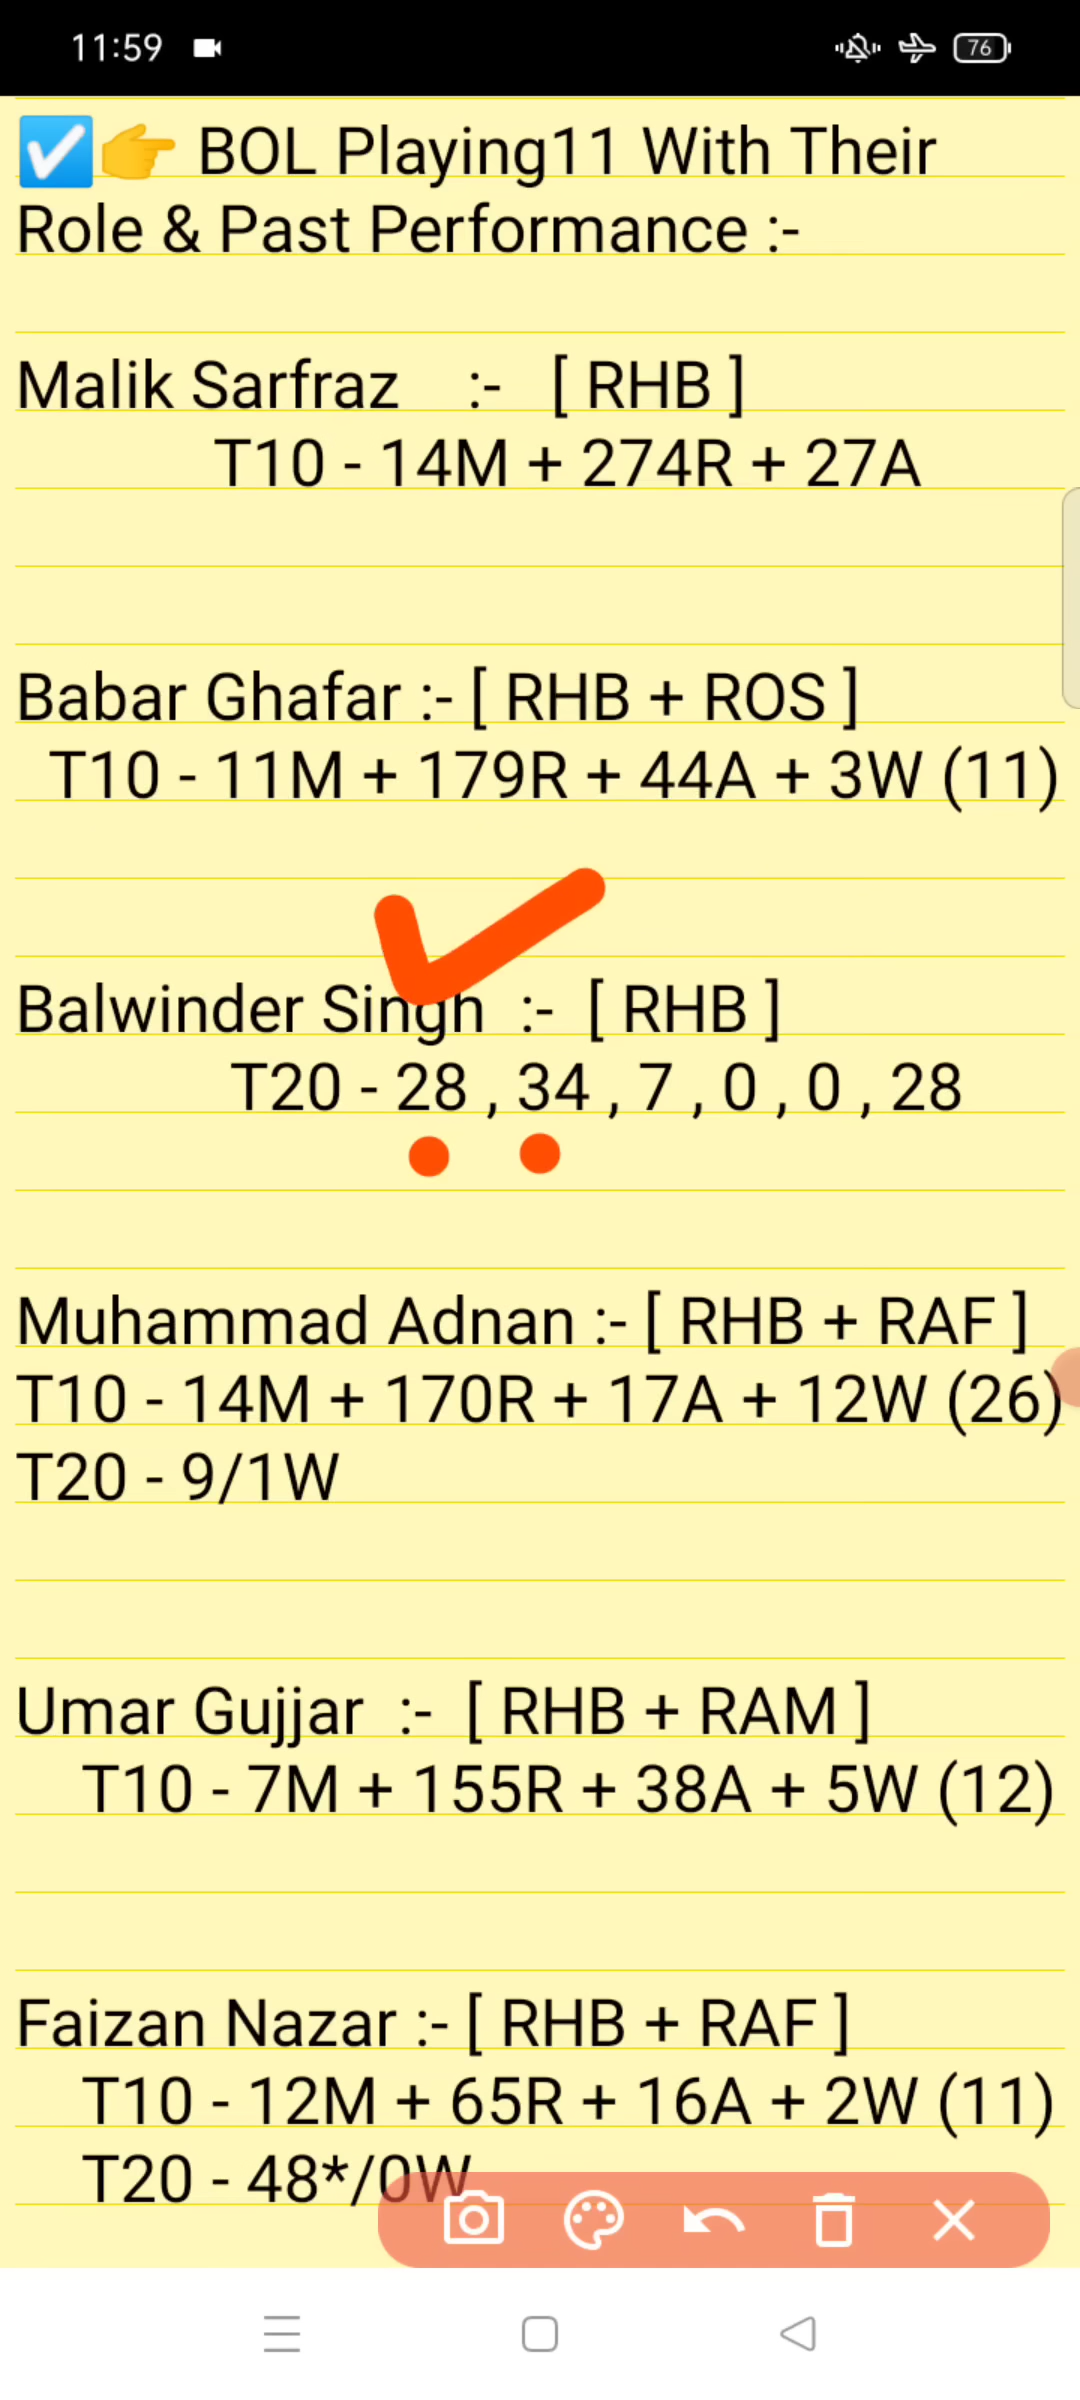 11:59
76
✅👉 BOL Playing11 With Their
Role & Past Performance :-
Malik Sarfraz :- [ RHB ]
T10 - 14M + 274R + 27A
Babar Ghafar :- [ RHB + ROS ]
T10 - 11M + 179R + 44A + 3W (11)
Balwinder Singh :- [ RHB ]
T20 - 28 , 34 , 7 , 0 , 0 , 28
Muhammad Adnan :- [ RHB + RAF ]
T10 - 14M + 170R + 17A + 12W (26)
T20 - 9/1W
Umar Gujjar :- [ RHB + RAM ]
T10 - 7M + 155R + 38A + 5W (12)
Faizan Nazar :- [ RHB + RAF ]
T10 - 12M + 65R + 16A + 2W (11)
T20 - 48*/0W